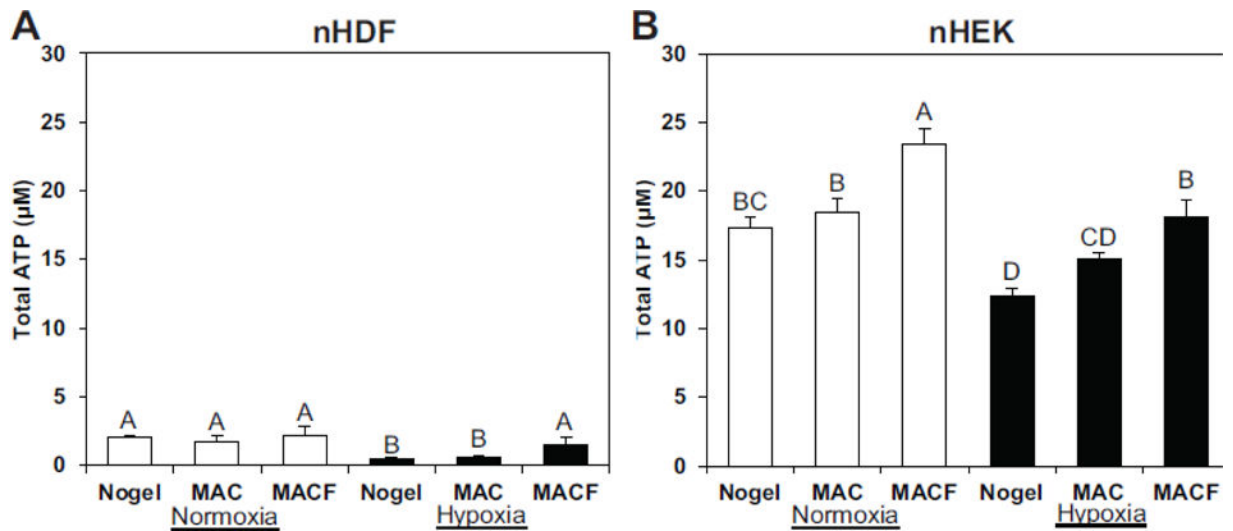 A
nHDF
Total ATP (µM)
30
25
20
15
10
5
0
A
A
A
B
B
A
Nogel MAC MACF Nogel MAC MACF
Normoxia Hypoxia
B
nHEK
Total ATP (µM)
30
25
20
15
10
5
0
BC
B
A
D
CD
B
Nogel MAC MACF Nogel MAC MACF
Normoxia Hypoxia